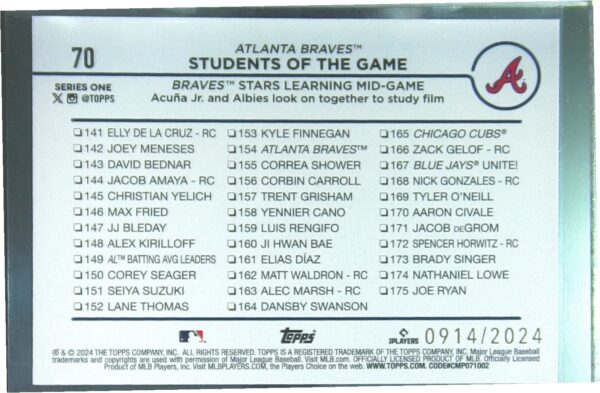 70
ATLANTA BRAVES™
STUDENTS OF THE GAME
SERIES ONE
X @TOPPS
BRAVES™ STARS LEARNING MID-GAME
Acuña Jr. and Albies look on together to study film
A
❏141 ELLY DE LA CRUZ - RC
❏142 JOEY MENESES
❏143 DAVID BEDNAR
❏144 JACOB AMAYA - RC
❏145 CHRISTIAN YELICH
❏146 MAX FRIED
❏147 JJ BLEDAY
❏148 ALEX KIRILLOFF
❏149 AL™ BATTING AVG LEADERS
❏150 COREY SEAGER
❏151 SEIYA SUZUKI
❏152 LANE THOMAS
❏153 KYLE FINNEGAN
❏154 ATLANTA BRAVES™
❏155 CORREA SHOWER
❏156 CORBIN CARROLL
❏157 TRENT GRISHAM
❏158 YENNIER CANO
❏159 LUIS RENGIFO
❏160 JI HWAN BAE
❏161 ELIAS DÍAZ
❏162 MATT WALDRON - RC
❏163 ALEC MARSH - RC
❏164 DANSBY SWANSON
❏165 CHICAGO CUBS®
❏166 ZACK GELOF - RC
❏167 BLUE JAYS® UNITE!
❏168 NICK GONZALES - RC
❏169 TYLER O'NEILL
❏170 AARON CIVALE
❏171 JACOB DEGROM
❏172 SPENCER HORWITZ - RC
❏173 BRADY SINGER
❏174 NATHANIEL LOWE
❏175 JOE RYAN
Topps
PLAYERS
0914/2024
® & © 2024 THE TOPPS COMPANY, INC. ALL RIGHTS RESERVED. TOPPS IS A REGISTERED TRADEMARK OF THE TOPPS COMPANY, INC. Major League Baseball
trademarks and copyrights are used with permission of Major League Baseball. Visit MLB.com. OFFICIALLY LICENSED PRODUCT OF MLB. Officially Licensed
Product of MLB Players, Inc. Visit MLBPLAYERS.COM, the Players Choice on the web. WWW.TOPPS.COM. CODE#CMP071002